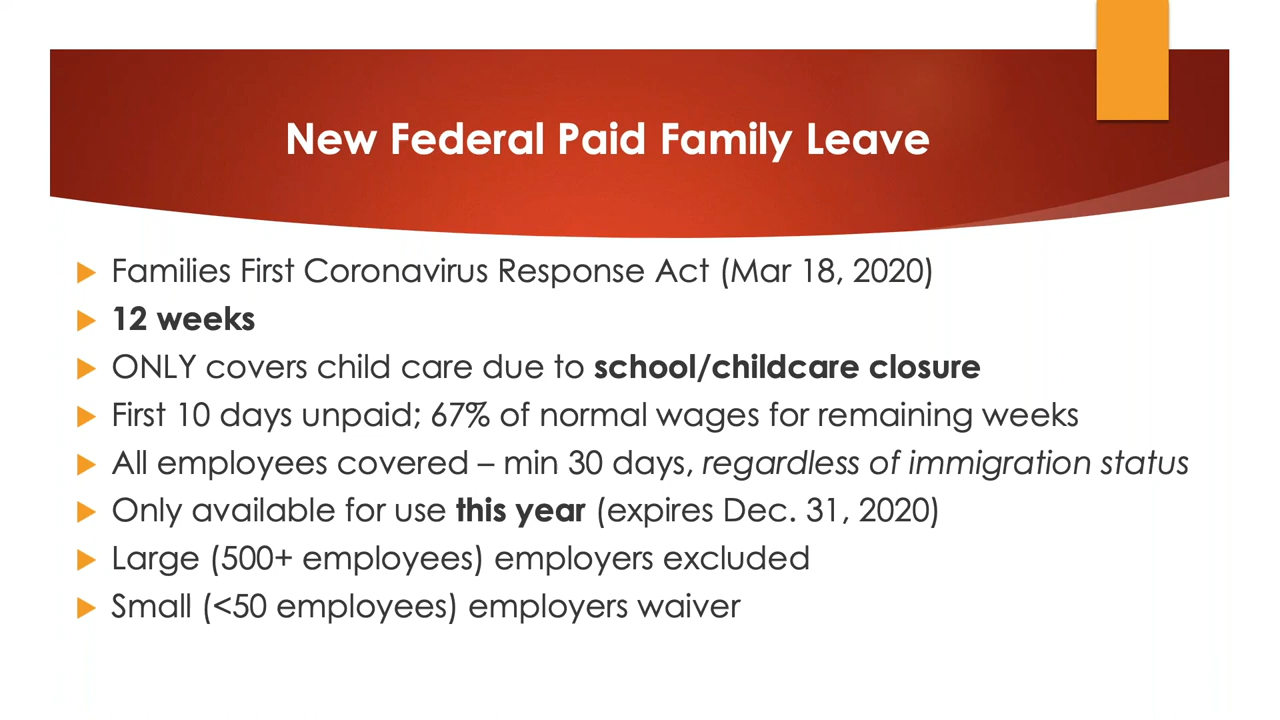 New Federal Paid Family Leave
Families First Coronavirus Response Act (Mar 18, 2020)
12 weeks
ONLY covers child care due to school/childcare closure
First 10 days unpaid; 67% of normal wages for remaining weeks
All employees covered – min 30 days, regardless of immigration status
Only available for use this year (expires Dec. 31, 2020)
Large (500+ employees) employers excluded
Small (<50 employees) employers waiver